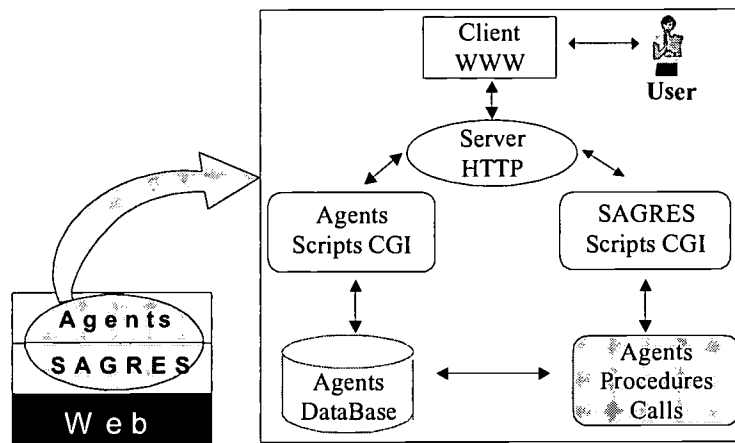 Client
WWW
User
Server
HTTP
Agents
Scripts CGI
SAGRES
Scripts CGI
Agents
DataBase
Agents
Procedures
Calls
Agents
SAGRES
Web